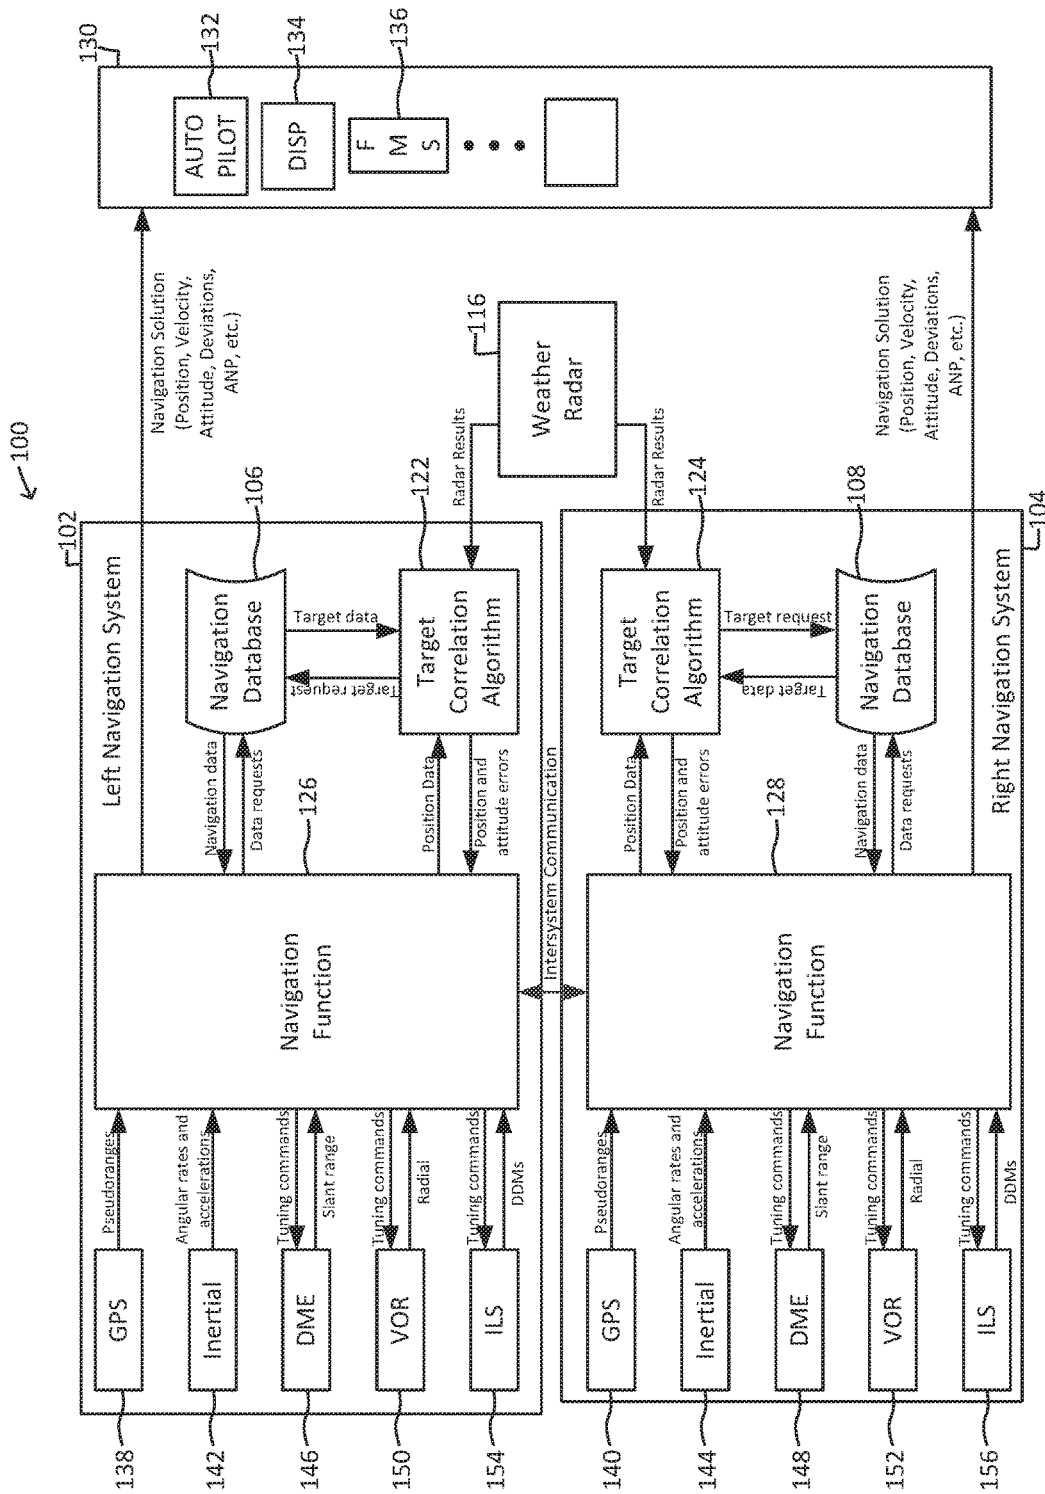 100
102
Left Navigation System
138
GPS
Pseudoranges
142
Inertial
Angular rates and
accelerations
146
DME
Tuning commands
Slant range
150
VOR
Tuning commands
Radial
154
ILS
Tuning commands
DDMs
Navigation
Function
126
Navigation data
Data requests
Navigation
Database
106
Target data
Target request
Position Data
Position and
attitude errors
Target
Correlation
Algorithm
122
Radar Results
Navigation Solution
(Position, Velocity,
Attitude, Deviations,
ANP, etc.)
Intersystem Communication
Weather
Radar
116
130
AUTO
PILOT
132
DISP
134
F
M
S
136
104
Right Navigation System
140
GPS
Pseudoranges
144
Inertial
Angular rates and
accelerations
148
DME
Tuning commands
Slant range
152
VOR
Tuning commands
Radial
156
ILS
Tuning commands
DDMs
Navigation
Function
128
Position Data
Position and
attitude errors
Target
Correlation
Algorithm
124
Radar Results
Target request
Target data
Navigation data
Data requests
Navigation
Database
108
Navigation Solution
(Position, Velocity,
Attitude, Deviations,
ANP, etc.)